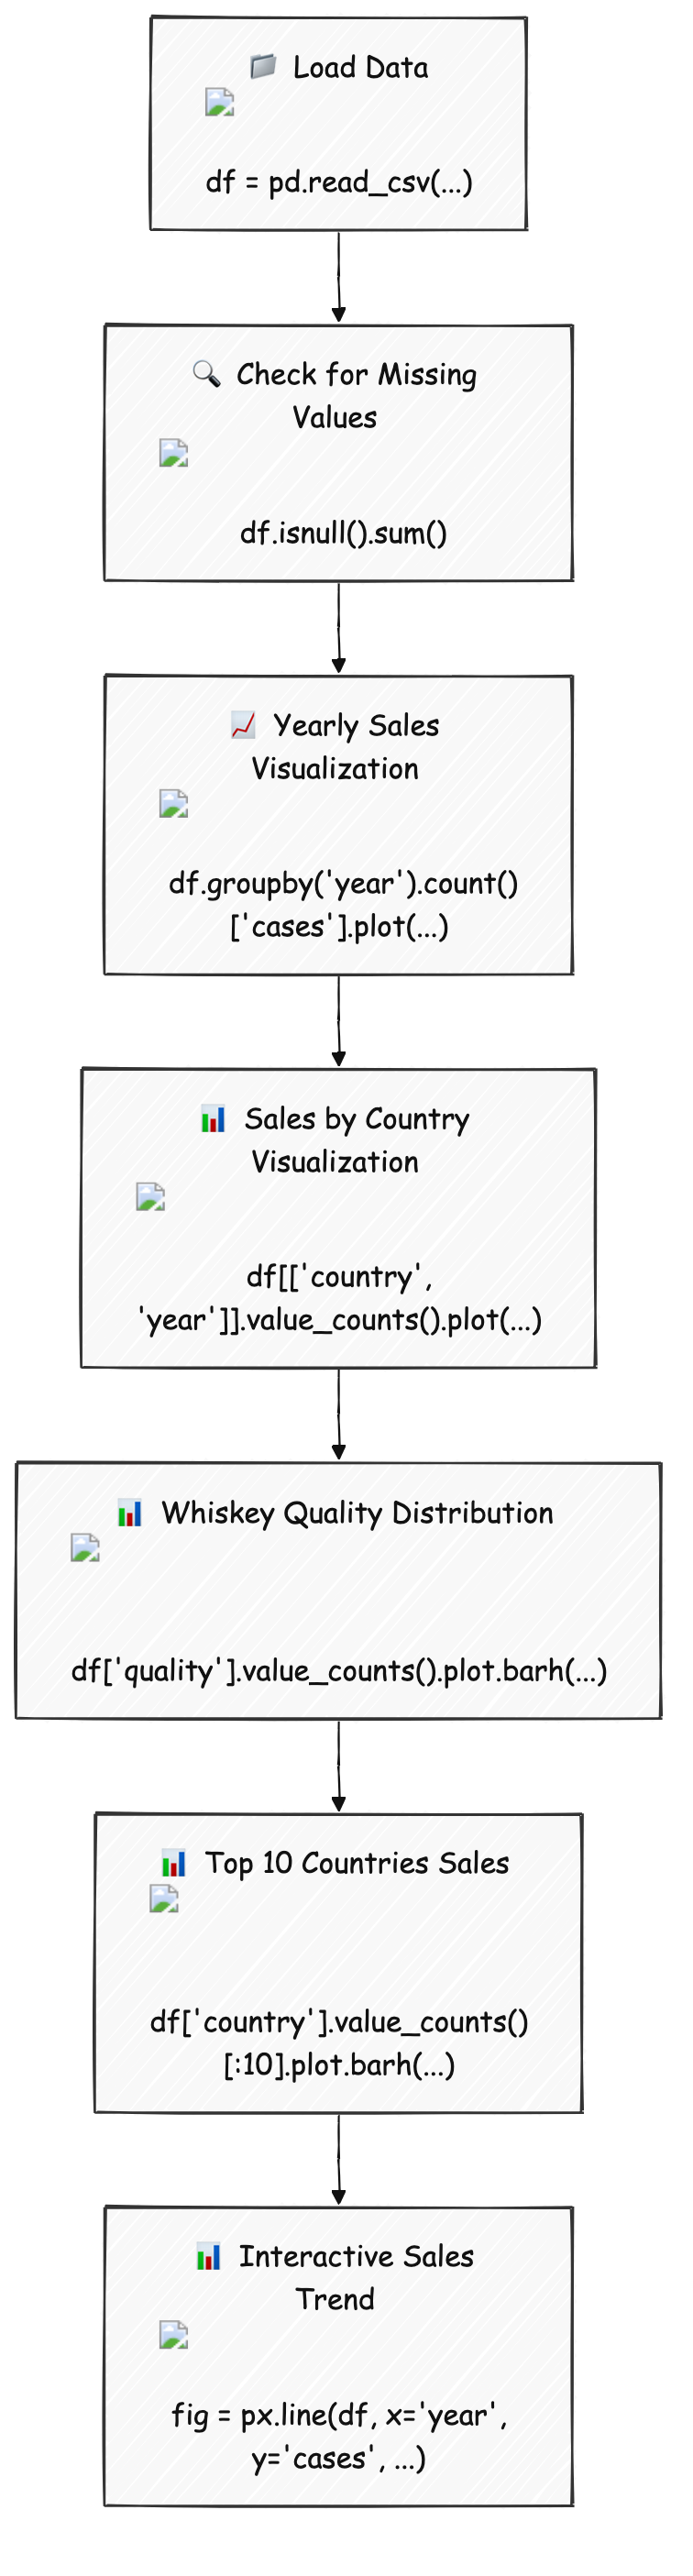 Load Data
df = pd.read_csv(...)
Check for Missing
Values
df.isnull().sum()
Yearly Sales
Visualization
df.groupby('year').count()
['cases'].plot(...)
Sales by Country
Visualization
df[['country',
'year']].value_counts().plot(...)
Whiskey Quality Distribution
df['quality'].value_counts().plot.barh(...)
Top 10 Countries Sales
df['country'].value_counts()
[:10].plot.barh(...)
Interactive Sales
Trend
fig = px.line(df, x='year',
y='cases', ...)